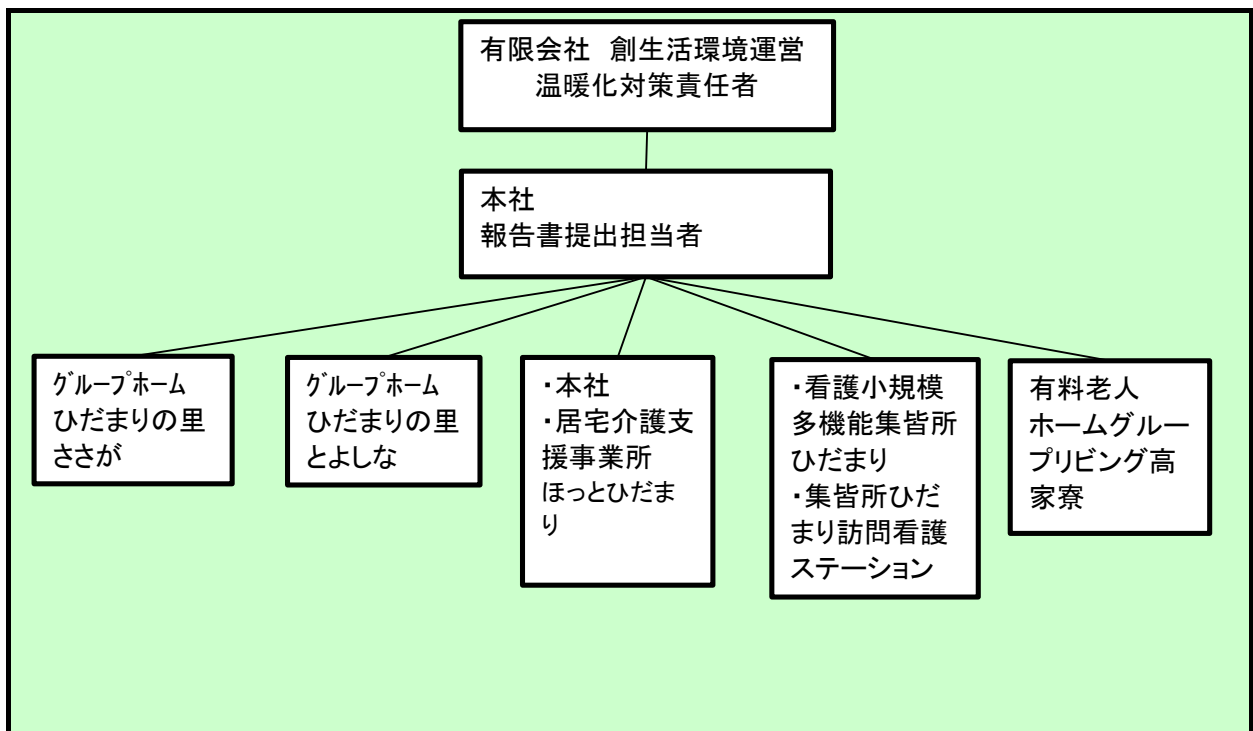 有限会社　創生活環境運営
温暖化対策責任者
本社
報告書提出担当者
ｸﾞﾙｰﾌﾟﾎｰﾑ
ひだまりの里
ささが
ｸﾞﾙｰﾌﾟﾎｰﾑ
ひだまりの里
とよしな
・本社
・居宅介護支
援事業所
ほっとひだま
り
・看護小規模
多機能集皆所
ひだまり
・集皆所ひだ
まり訪問看護
ステーション
有料老人
ホームグルー
プリビング高
家寮